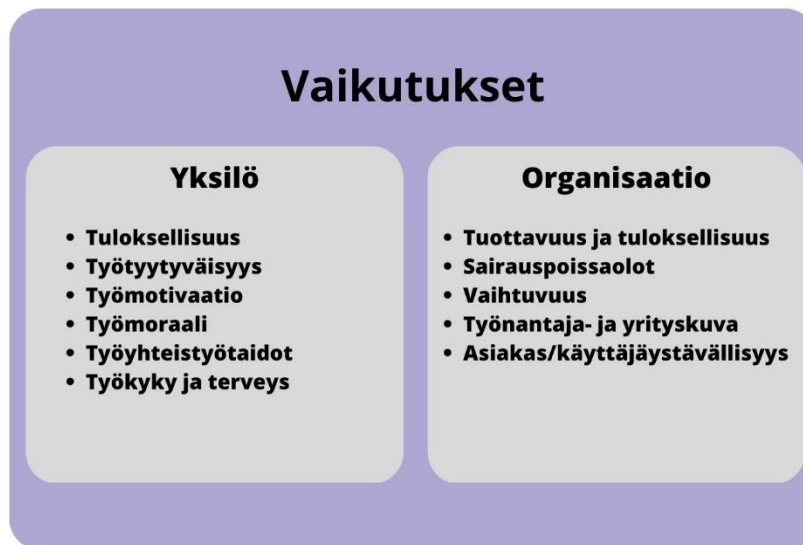 Vaikutukset
Yksilö
• Tuloksellisuus
• Työtyytyväisyys
• Työmotivaatio
• Työmoraali
• Työyhteistyötaidot
• Työkyky ja terveys
Organisaatio
• Tuottavuus ja tuloksellisuus
• Sairauspoissaolot
• Vaihtuvuus
• Työnantaja- ja yrityskuva
• Asiakas/käyttäjäystävällisyys